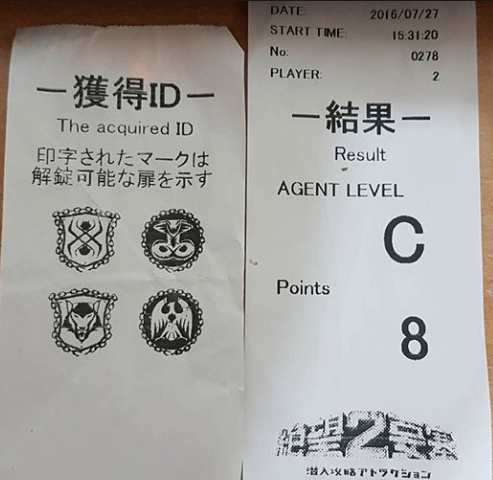 －獲得ID－
The acquired ID
印字されたマークは
解錠可能な扉を示す
DATE: 2016/07/27
START TIME: 15:31:20
No: 0278
PLAYER: 2
－結果－
Result
AGENT LEVEL
C
Points
8
潜入攻略アトラクション